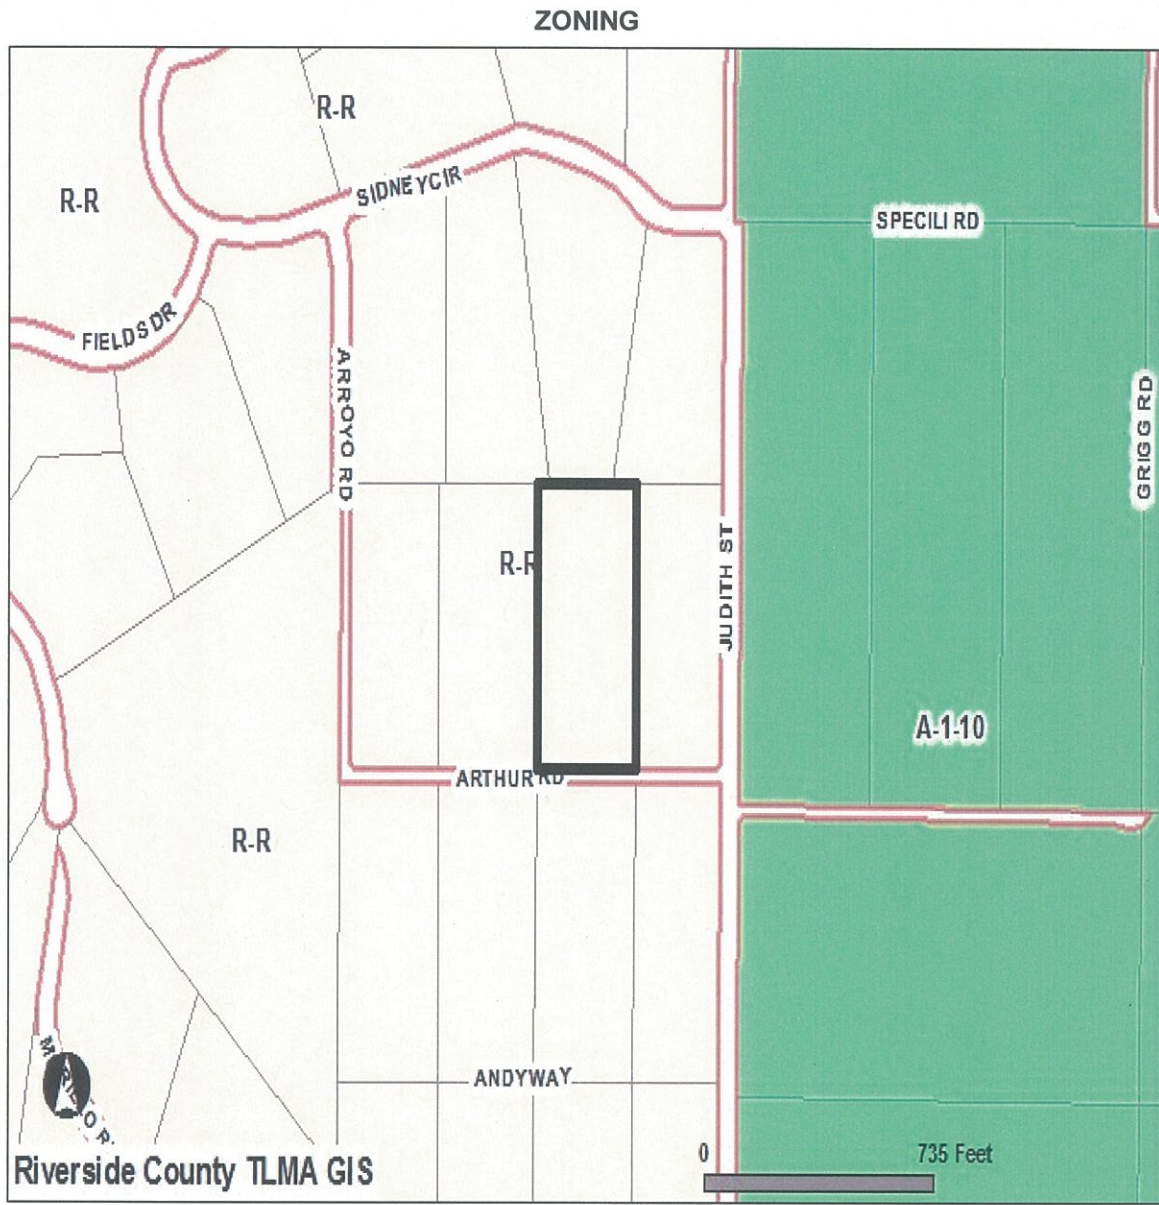 ZONING
R-R
R-R
SIDNEY CIR
SPECILI RD
FIELDS DR
ARROYO RD
GRIGG RD
R-R
JUDITH ST
A-1-10
ARTHUR RD
R-R
ANDYWAY
0
735 Feet
Riverside County TLMA GIS